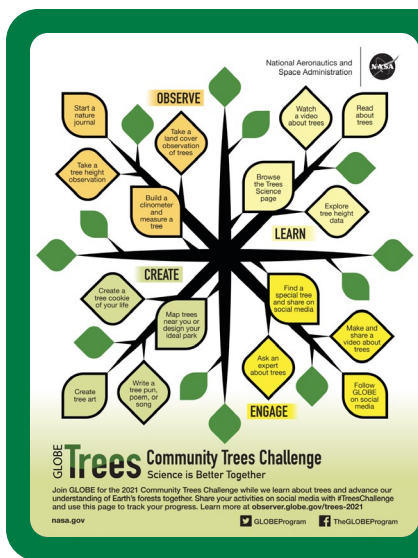 National Aeronautics and
Space Administration
NASA
OBSERVE
Start a
nature
journal
Take a
land cover
observation
of trees
Take a
tree height
observation
Build a
clinometer
and
measure a
tree
Watch
a video
about trees
Read
about
trees
Browse
the Trees
Science
page
Explore
tree height
data
LEARN
CREATE
Create a
tree cookie
of your life
Map trees
near you or
design your
ideal park
Create
tree art
Write a
tree pun,
poem, or
song
Find a
special tree
and share on
social media
Make and
share a
video about
trees
Ask an
expert
about trees
Follow
GLOBE
on social
media
ENGAGE
GLOBE
Trees Community Trees Challenge
Science is Better Together
Join GLOBE for the 2021 Community Trees Challenge while we learn about trees and advance our
understanding of Earth's forests together. Share your activities on social media with #TreesChallenge
and use this page to track your progress. Learn more at observer.globe.gov/trees-2021
nasa.gov GLOBEProgram TheGLOBEProgram